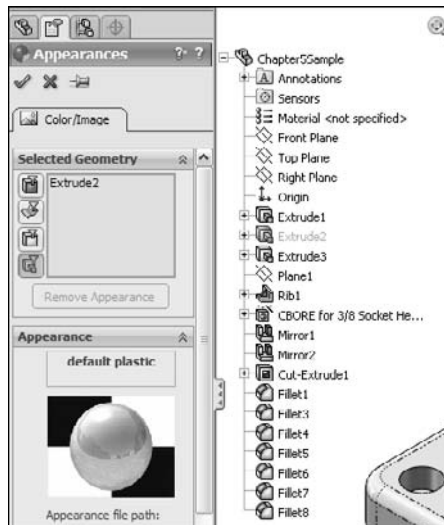 Appearances
? ?
Color/Image
Selected Geometry
Extrude2
Remove Appearance
Appearance
default plastic
Appearance file path:
Chapter5Sample
Annotations
Sensors
Material <not specified>
Front Plane
Top Plane
Right Plane
Origin
Extrude1
Extrude2
Extrude3
Plane1
Rib1
CBORE for 3/8 Socket He...
Mirror1
Mirror2
Cut-Extrude1
Fillet1
Fillet3
Fillet4
Fillet5
Fillet6
Fillet7
Fillet8